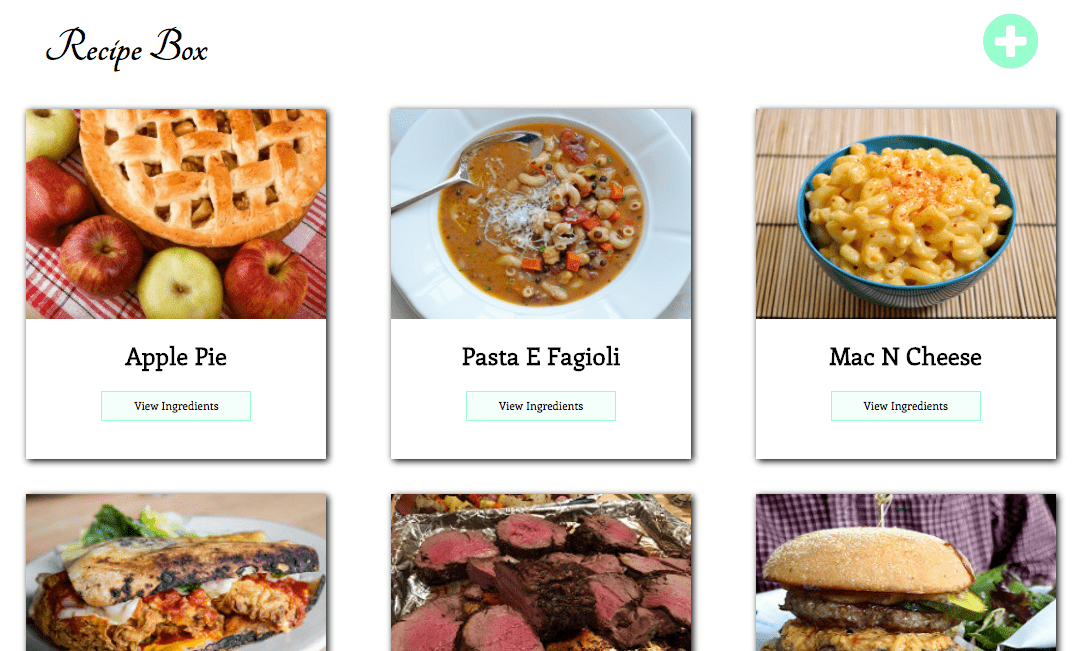 Recipe Box
Apple Pie
View Ingredients
Pasta E Fagioli
View Ingredients
Mac N Cheese
View Ingredients